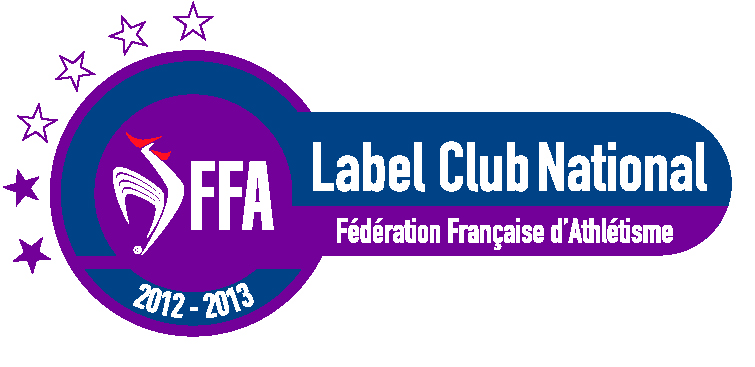 FFA
Label Club National
Fédération Française d'Athlétisme
2012 - 2013